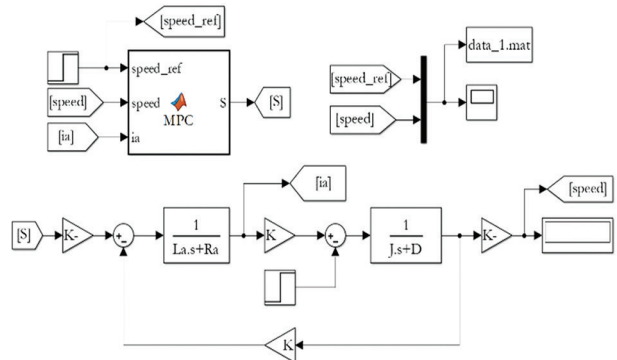 [speed_ref]
speed_ref
[speed]
speed
[ia]
ia
MPC
S
[S]
data_1.mat
[speed_ref]
[speed]
[ia]
[speed]
[S]
K-
+
-
1
La.s+Ra
K
+
-
1
J.s+D
K-
K